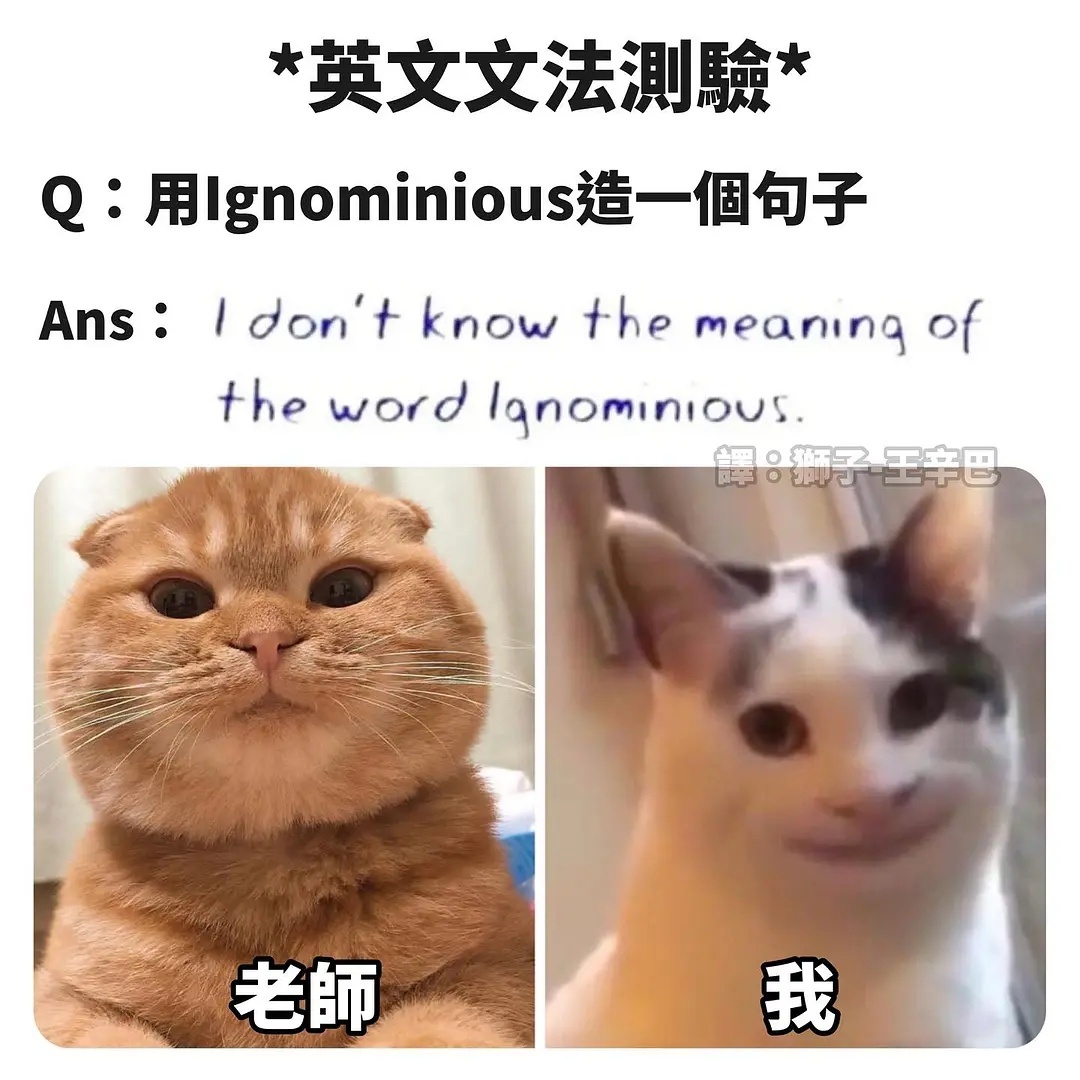 *英文文法測驗*
Q：用Ignominious造一個句子
Ans： I don't know the meaning of
the word Ignominious.
譯：獅子-王辛巴
老師
我